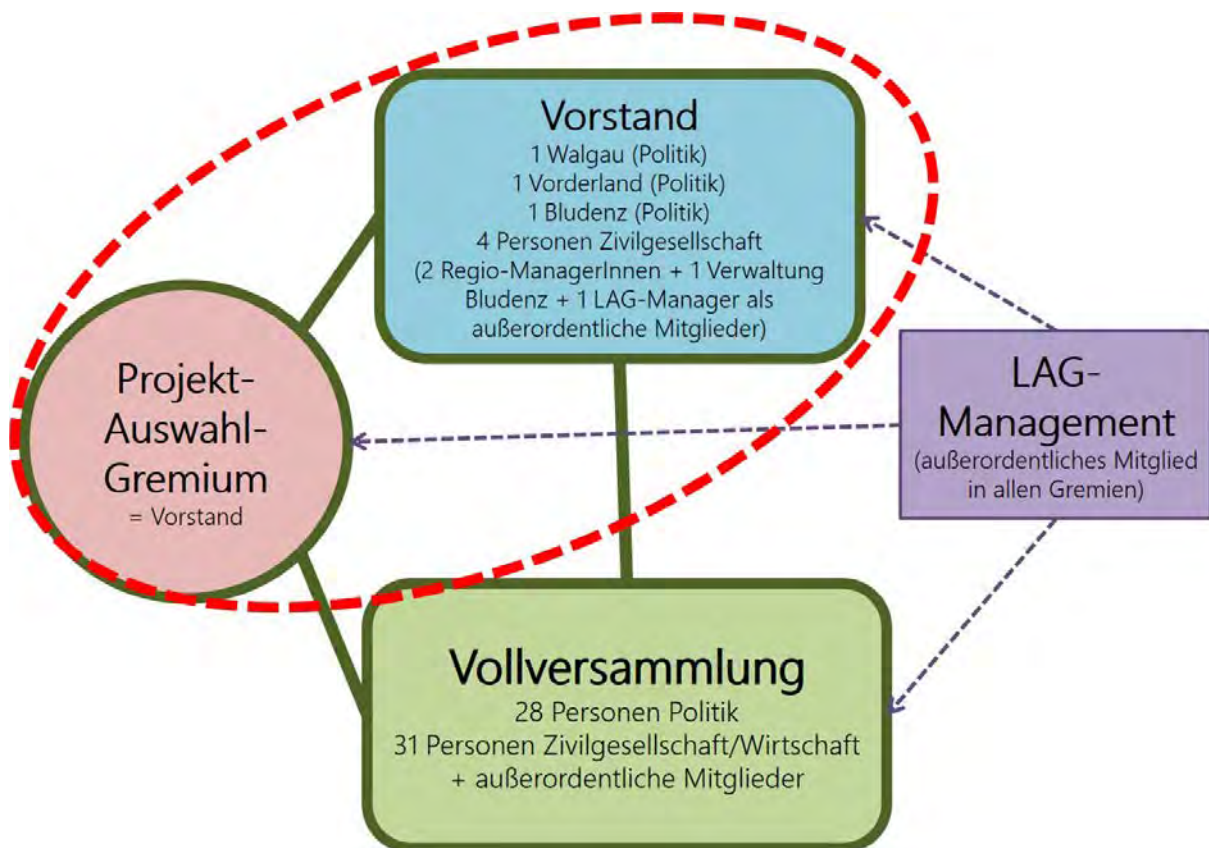 Vorstand
1 Walgau (Politik)
1 Vorderland (Politik)
1 Bludenz (Politik)
4 Personen Zivilgesellschaft
(2 Regio-ManagerInnen + 1 Verwaltung
Bludenz + 1 LAG-Manager als
außerordentliche Mitglieder)
Projekt-
Auswahl-
Gremium
= Vorstand
LAG-
Management
(außerordentliches Mitglied
in allen Gremien)
Vollversammlung
28 Personen Politik
31 Personen Zivilgesellschaft/Wirtschaft
+ außerordentliche Mitglieder